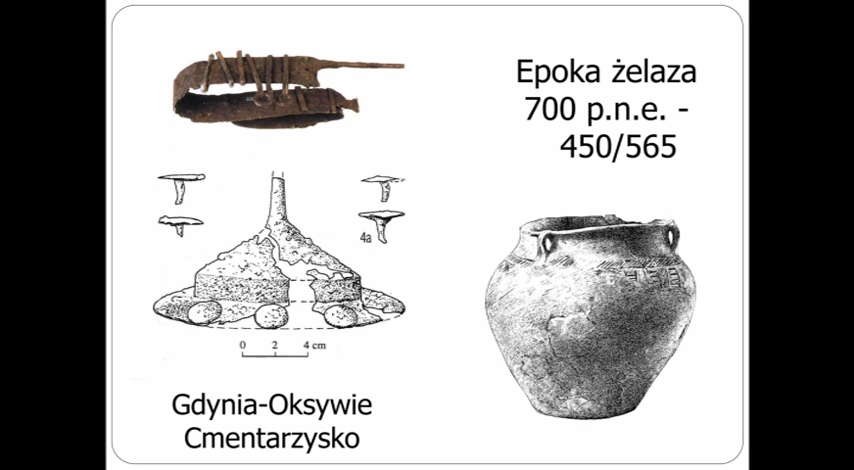 Epoka żelaza
700 p.n.e. -
450/565
4a
0 2 4 cm
Gdynia-Oksywie
Cmentarzysko